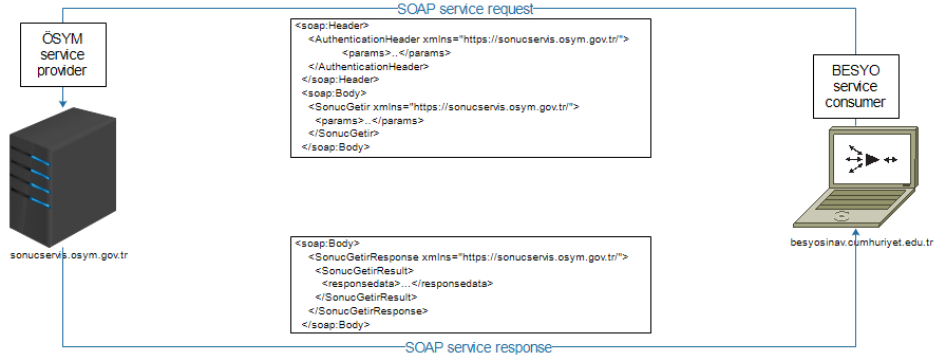 SOAP service request
ÖSYM
service
provider
<soap:Header>
<AuthenticationHeader xmlns="https://sonucservis.osym.gov.tr/">
<params>..</params>
</AuthenticationHeader>
</soap:Header>
<soap:Body>
<SonucGetir xmlns="https://sonucservis.osym.gov.tr/">
<params>..</params>
</SonucGetir>
</soap:Body>
BESYO
service
consumer
sonucservis.osym.gov.tr
besyosinav.cumhuriyet.edu.tr
<soap:Body>
<SonucGetirResponse xmlns="https://sonucservis.osym.gov.tr/">
<SonucGetirResult>
<responsedata>...</responsedata>
</SonucGetirResult>
</SonucGetirResponse>
</soap:Body>
SOAP service response